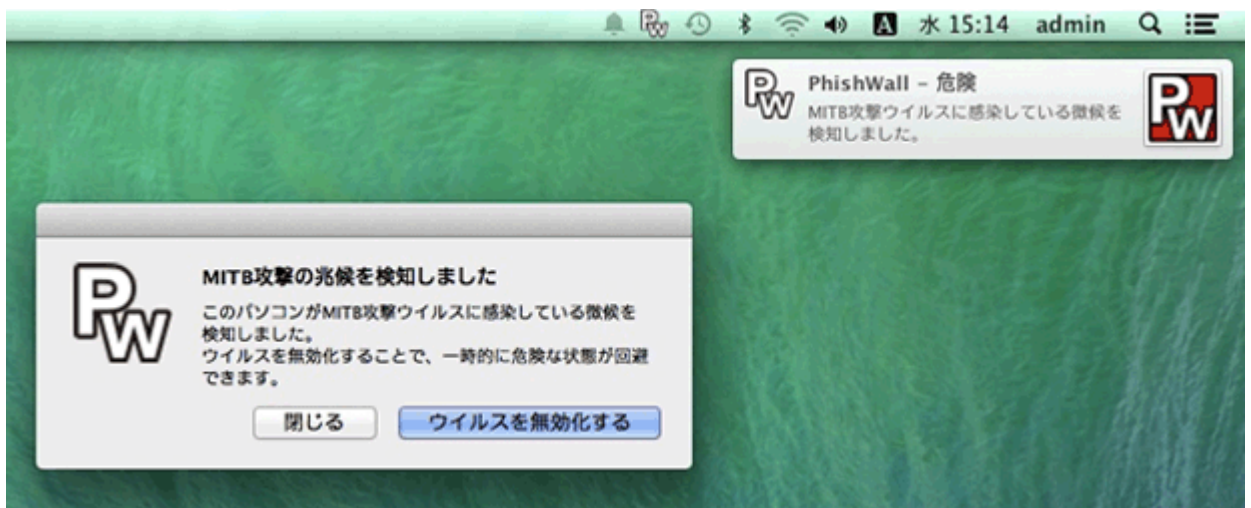 PW A 水 15:14 admin
PW PhishWall – 危険 PW
MITB攻撃ウイルスに感染している徴候を
検知しました。
MITB攻撃の兆候を検知しました
PW
このパソコンがMITB攻撃ウイルスに感染している徴候を
検知しました。
ウイルスを無効化することで、一時的に危険な状態が回避
できます。
閉じる ウイルスを無効化する